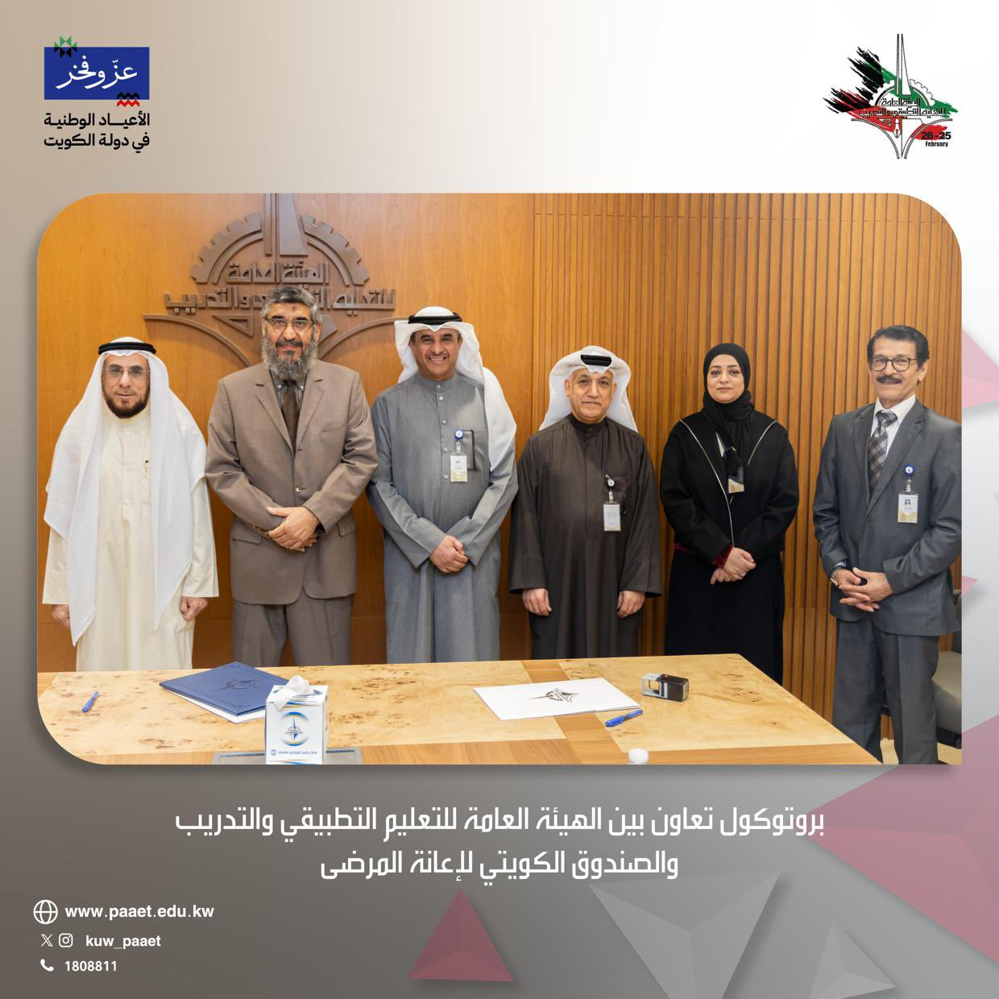 عزّ وفخر
الأعياد الوطنية
في دولة الكويت
الهيئة العامة
للتعليم التطبيقي والتدريب
26-25
February
الهيئة العامة
للتعليم التطبيقي والتدريب
www.paaet.edu.kw
بروتوكول تعاون بين الهيئة العامة للتعليم التطبيقي والتدريب
والصندوق الكويتي لإعانة المرضى
www.paaet.edu.kw
kuw_paaet
1808811